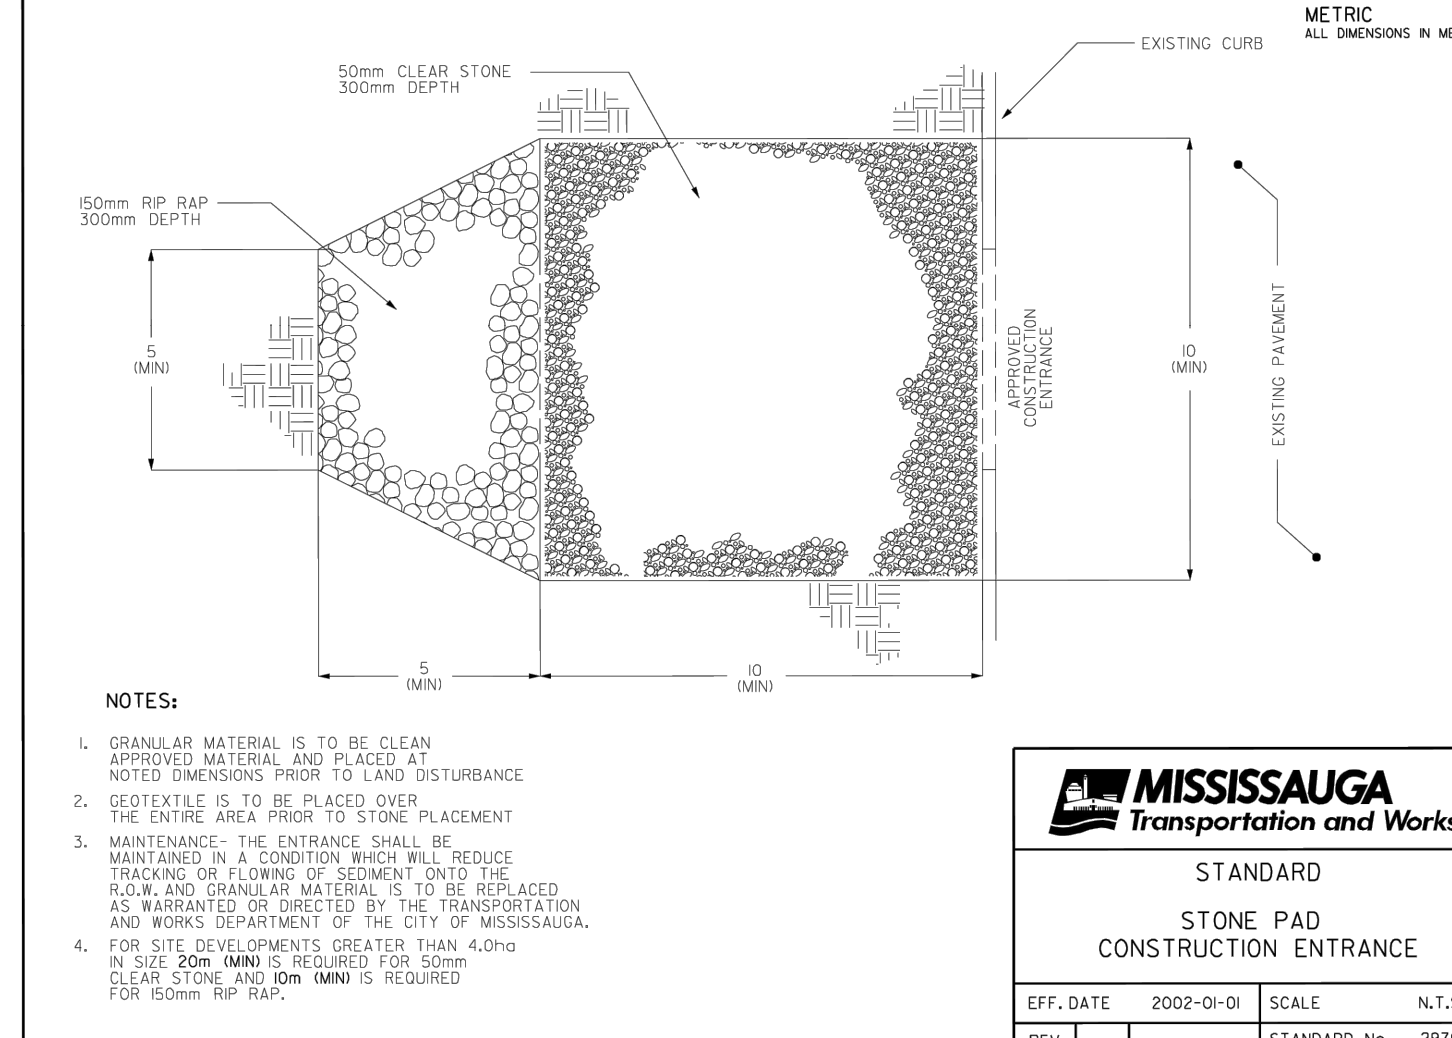 METRIC
ALL DIMENSIONS IN
EXISTING CURB
50mm CLEAR STONE
300mm DEPTH
150mm RIP RAP
300mm DEPTH
5
(MIN)
APPROVED
CONSTRUCTION
ENTRANCE
10
(MIN)
EXISTING PAVEMENT
5
(MIN)
10
(MIN)
NOTES:
1. GRANULAR MATERIAL IS TO BE CLEAN
APPROVED MATERIAL AND PLACED AT
NOTED DIMENSIONS PRIOR TO LAND DISTURBANCE
2. GEOTEXTILE IS TO BE PLACED OVER
THE ENTIRE AREA PRIOR TO STONE PLACEMENT
3. MAINTENANCE- THE ENTRANCE SHALL BE
MAINTAINED IN A CONDITION WHICH WILL REDUCE
TRACKING OR FLOWING OF SEDIMENT ONTO THE
R.O.W. AND GRANULAR MATERIAL IS TO BE REPLACED
AS WARRANTED OR DIRECTED BY THE TRANSPORTATION
AND WORKS DEPARTMENT OF THE CITY OF MISSISSAUGA.
4. FOR SITE DEVELOPMENTS GREATER THAN 4.0ha
IN SIZE 20m (MIN) IS REQUIRED FOR 50mm
CLEAR STONE AND 10m (MIN) IS REQUIRED
FOR 150mm RIP RAP.
MISSISSAUGA
Transportation and Works
STANDARD
STONE PAD
CONSTRUCTION ENTRANCE
EFF. DATE 2002-01-01 SCALE N.T.S
REV. STANDARD No.